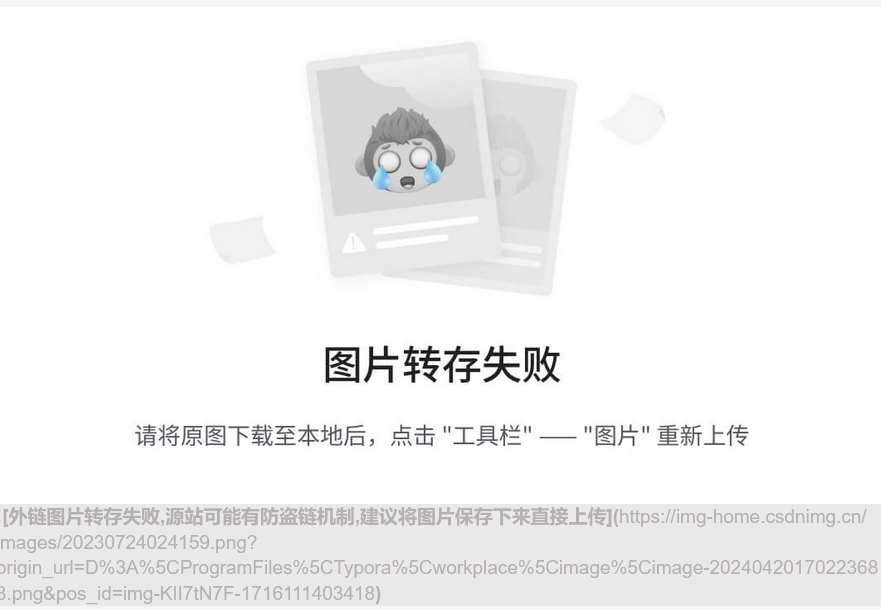 图片转存失败
请将原图下载至本地后，点击 "工具栏" —— "图片" 重新上传
[外链图片转存失败,源站可能有防盗链机制,建议将图片保存下来直接上传](https://img-home.csdnimg.cn/
mages/20230724024159.png?
origin_url=D%3A%5CProgramFiles%5CTypora%5Cworkplace%5Cimage%5Cimage-2024042017022368
3.png&pos_id=img-KIl7tN7F-1716111403418)